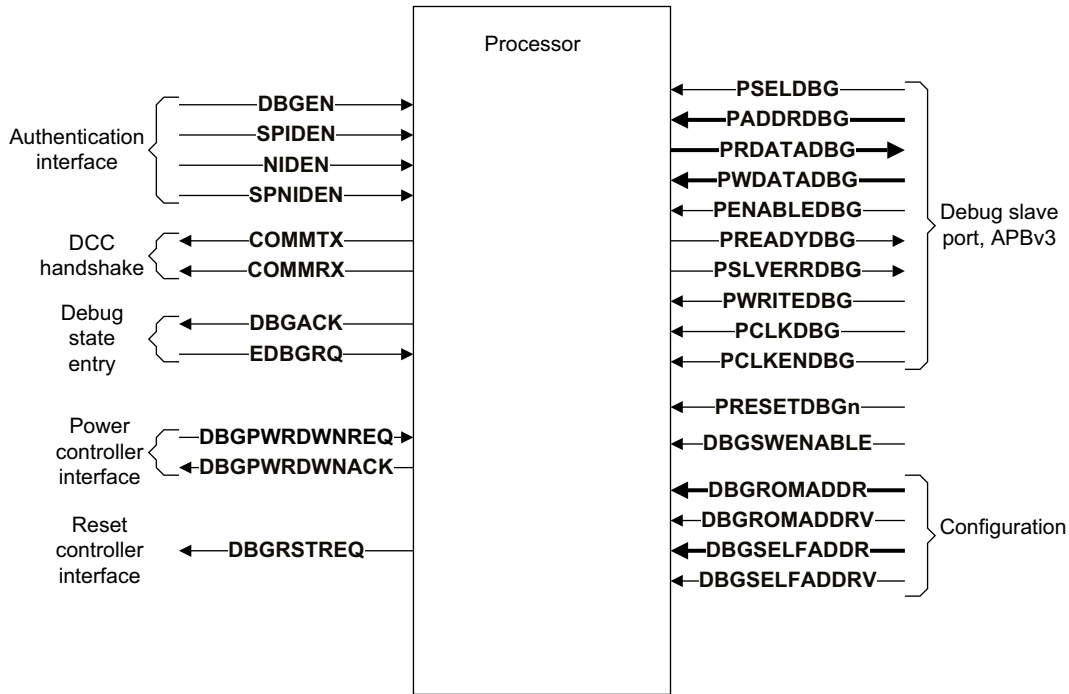 Processor
Authentication
interface
DBGEN
SPIDEN
NIDEN
SPNIDEN
DCC
handshake
COMMTX
COMMRX
Debug
state
entry
DBGACK
EDBGRQ
Power
controller
interface
DBGPWRDWNREQ
DBGPWRDWNACK
Reset
controller
interface
DBGRSTREQ
PSELDBG
PADDRDBG
PRDATADBG
PWDATADBG
PENABLEDBG
PREADYDBG
PSLVERRDBG
PWRITEDBG
PCLKDBG
PCLKENDBG
Debug slave
port, APBv3
PRESETDBGn
DBGSWENABLE
DBGROMADDR
DBGROMADDRV
DBGSELFADDR
DBGSELFADDRV
Configuration